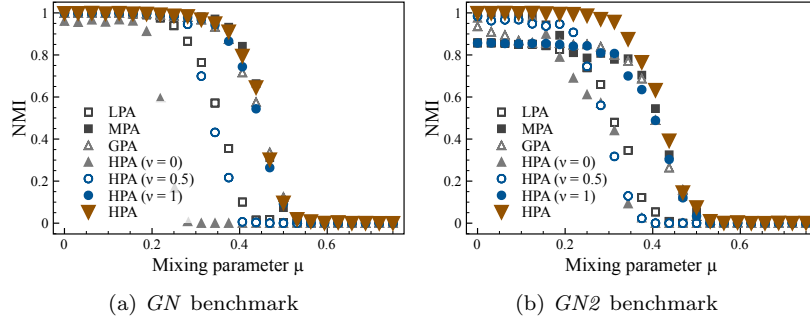 1
0.8
0.6
0.4
0.2
0
NMI
LPA
MPA
GPA
HPA (ν = 0)
HPA (ν = 0.5)
HPA (ν = 1)
HPA
0 0.2 0.4 0.6
Mixing parameter μ
(a) GN benchmark
1
0.8
0.6
0.4
0.2
0
NMI
LPA
MPA
GPA
HPA (ν = 0)
HPA (ν = 0.5)
HPA (ν = 1)
HPA
0 0.2 0.4 0.6
Mixing parameter μ
(b) GN2 benchmark